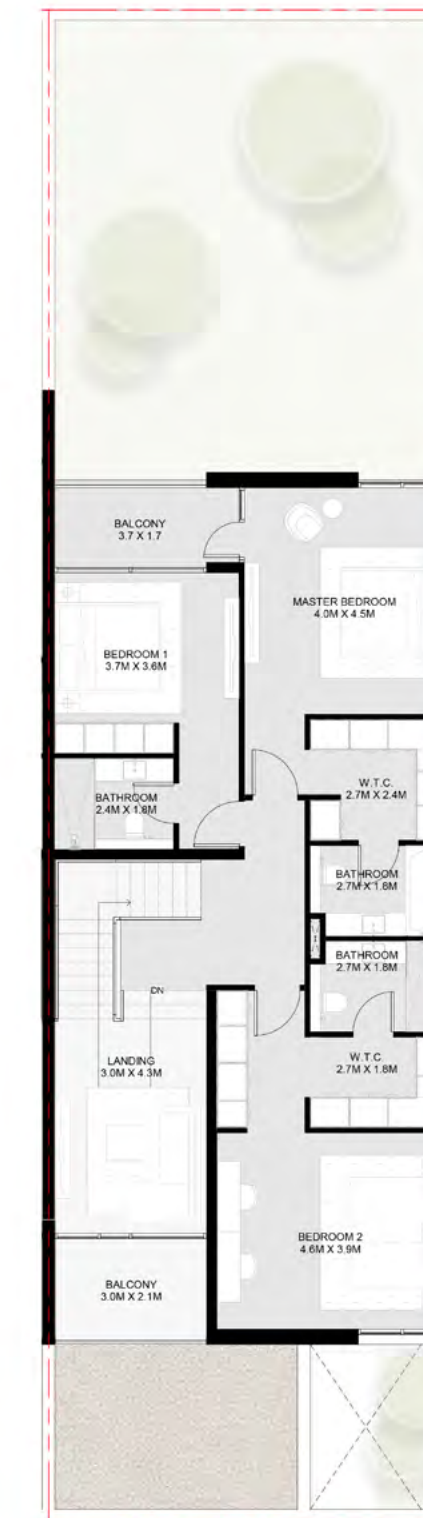 BALCONY
3.7 X 1.7
MASTER BEDROOM
4.0M X 4.5M
BEDROOM 1
3.7M X 3.6M
W.T.C.
2.7M X 2.4M
BATHROOM
2.4M X 1.8M
BATHROOM
2.7M X 1.8M
BATHROOM
2.7M X 1.8M
DN
LANDING
3.0M X 4.3M
W.T.C
2.7M X 1.8M
BEDROOM 2
4.6M X 3.9M
BALCONY
3.0M X 2.1M